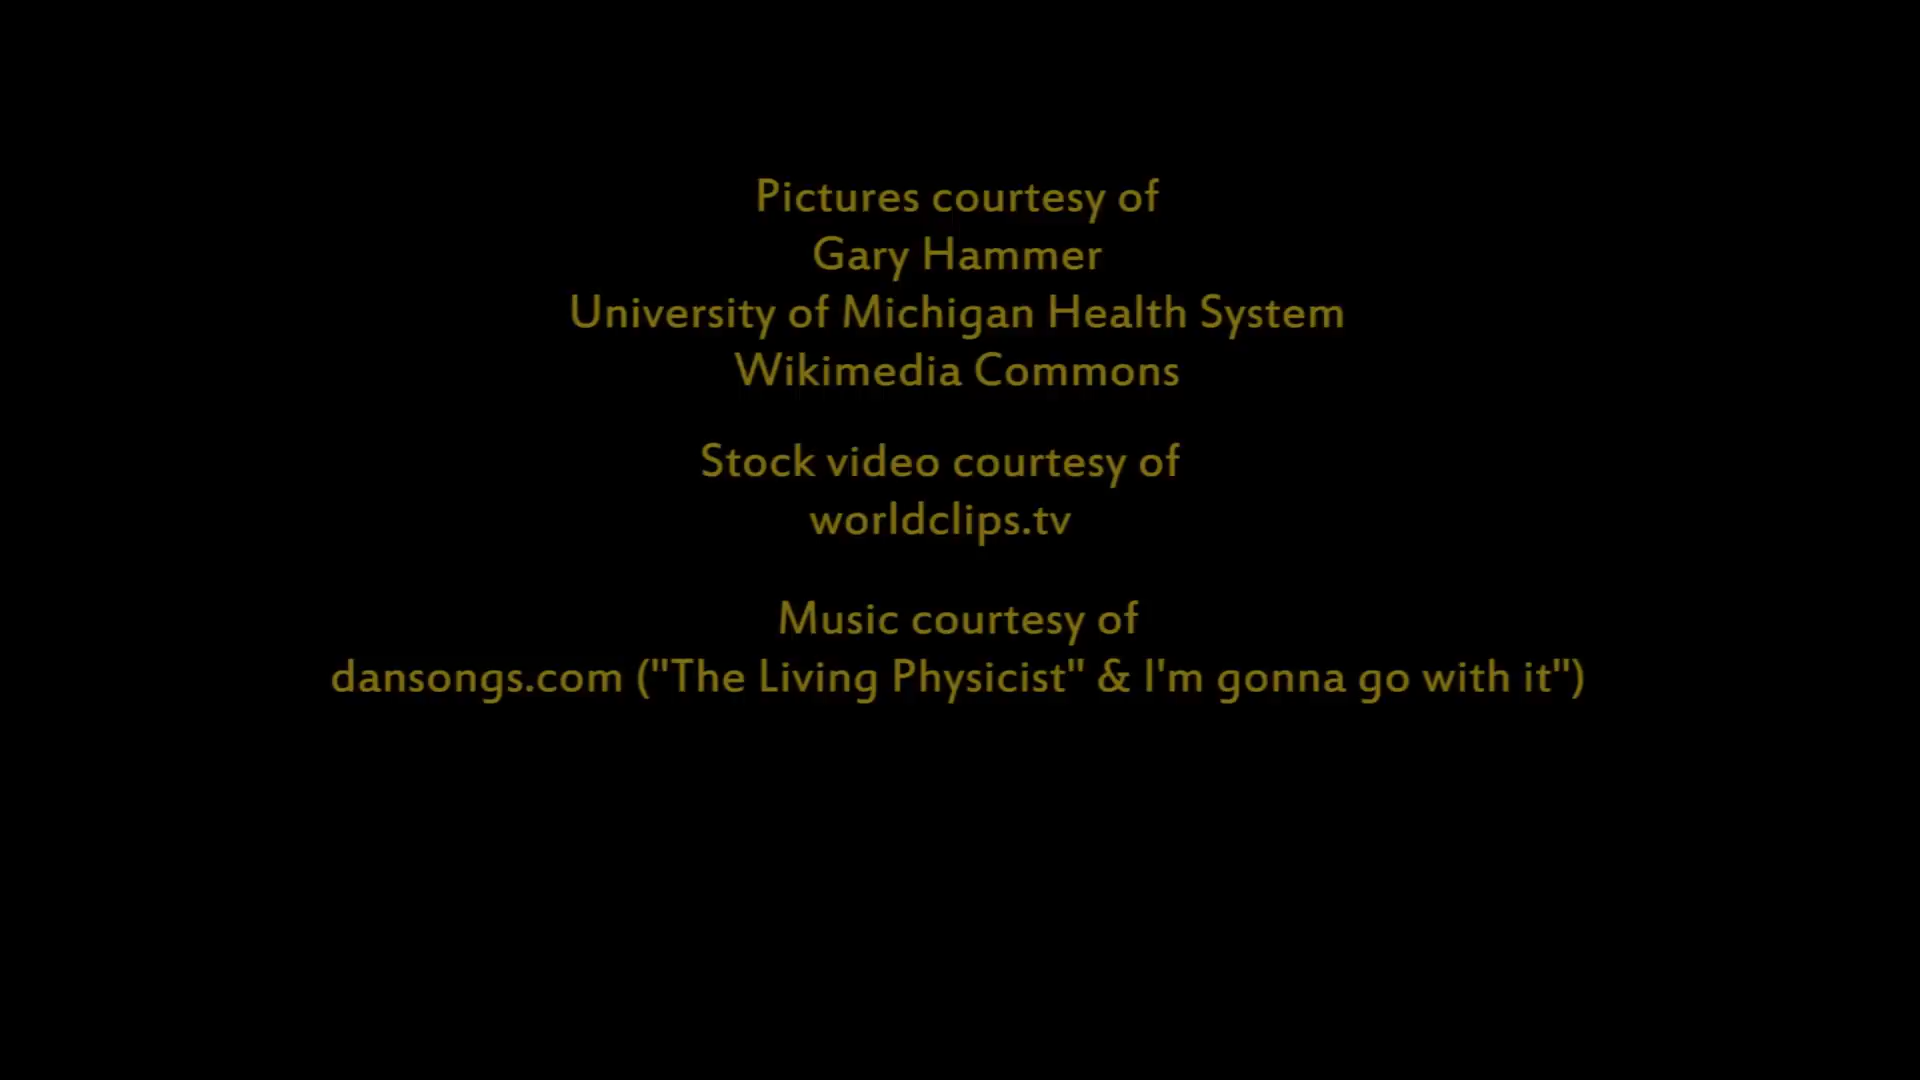 Pictures courtesy of
Gary Hammer
University of Michigan Health System
Wikimedia Commons
Stock video courtesy of
worldclips.tv
Music courtesy of
dansongs.com ("The Living Physicist" & I'm gonna go with it")